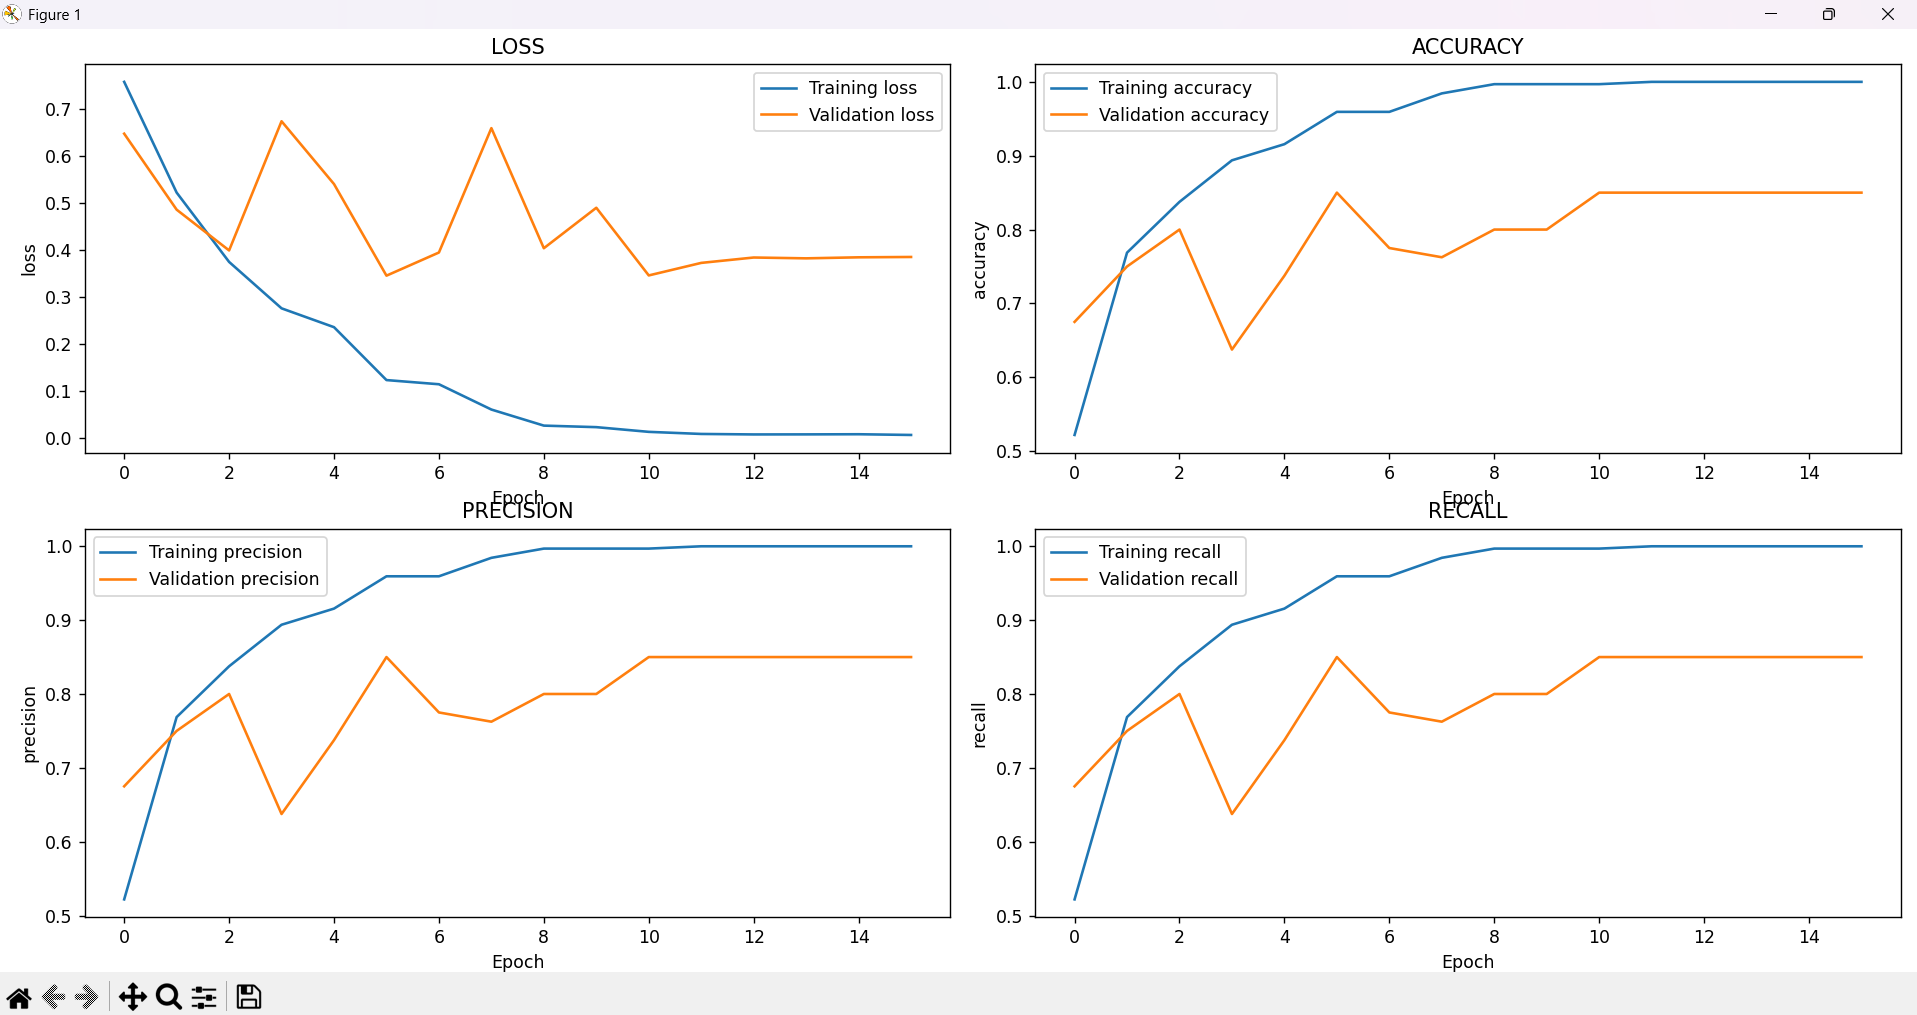 Figure 1
LOSS
Training loss
Validation loss
loss
0.7
0.6
0.5
0.4
0.3
0.2
0.1
0.0
0 2 4 6 8 10 12 14
Epoch
ACCURACY
Training accuracy
Validation accuracy
accuracy
1.0
0.9
0.8
0.7
0.6
0.5
0 2 4 6 8 10 12 14
Epoch
PRECISION
Training precision
Validation precision
precision
1.0
0.9
0.8
0.7
0.6
0.5
0 2 4 6 8 10 12 14
Epoch
RECALL
Training recall
Validation recall
recall
1.0
0.9
0.8
0.7
0.6
0.5
0 2 4 6 8 10 12 14
Epoch